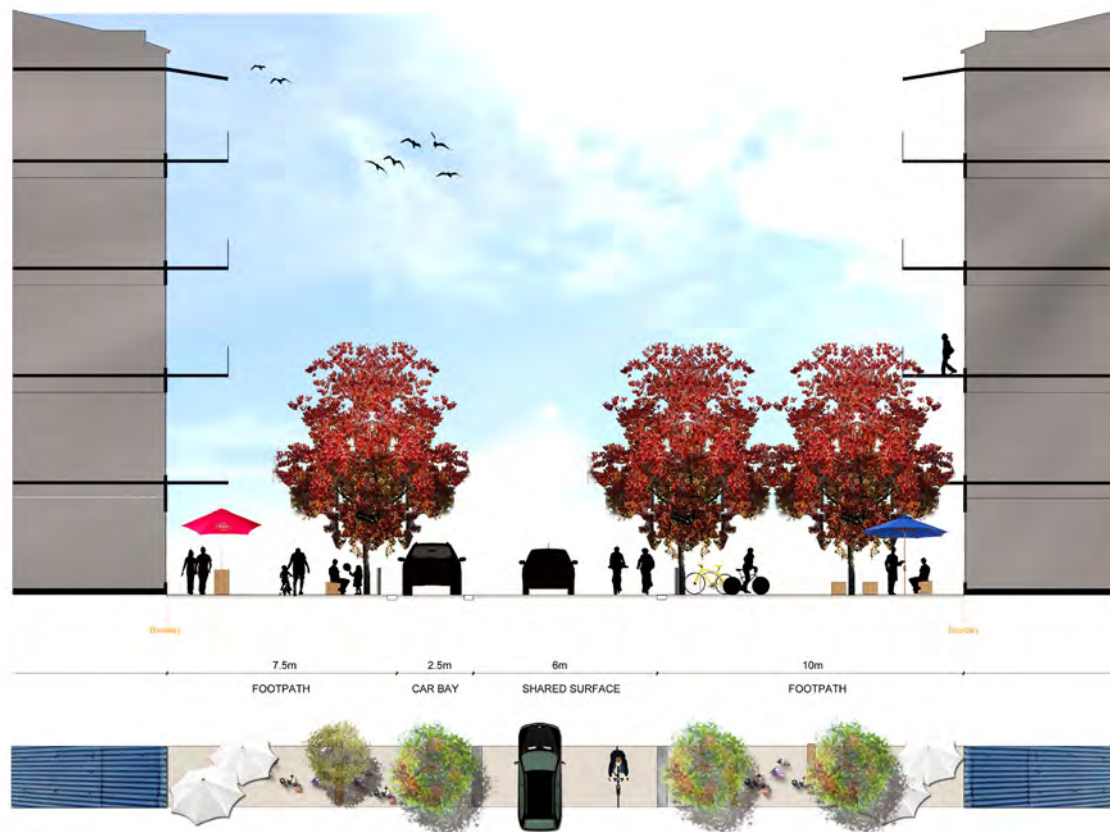 Boundary
Boundary
7.5m
2.5m
6m
10m
FOOTPATH
CAR BAY
SHARED SURFACE
FOOTPATH